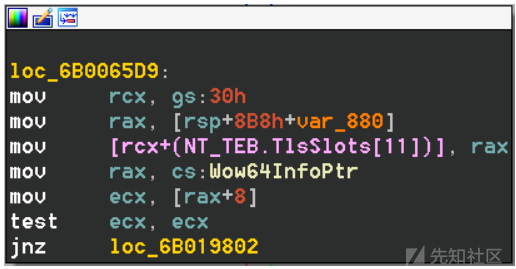 loc_6B0065D9:
mov rcx, gs:30h
mov rax, [rsp+8B8h+var_880]
mov [rcx+(NT_TEB.TlsSlots[11])], rax
mov rax, cs:Wow64InfoPtr
mov ecx, [rax+8]
test ecx, ecx
jnz loc_6B019802
先知社区